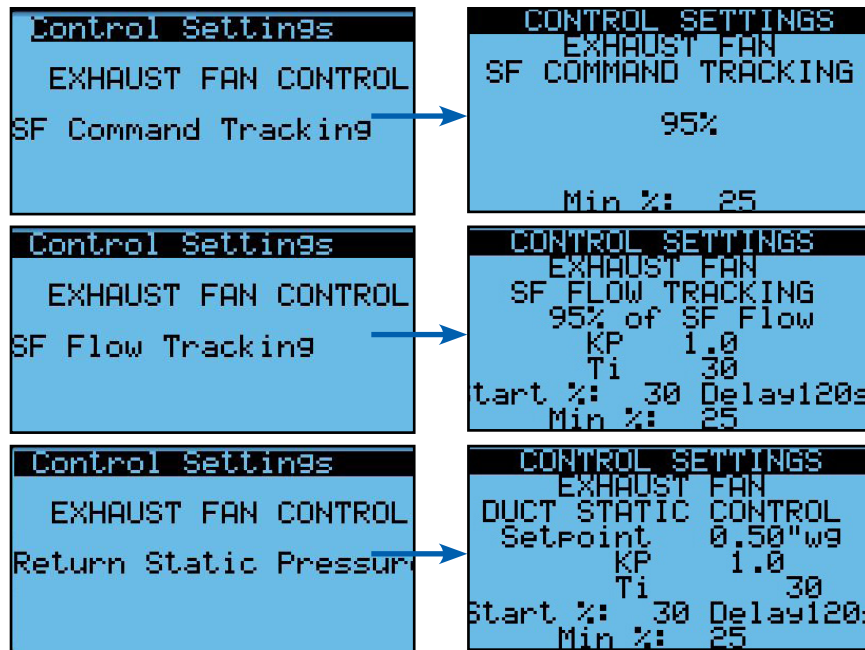 Control Settings
EXHAUST FAN CONTROL
SF Command Tracking
CONTROL SETTINGS
EXHAUST FAN
SF COMMAND TRACKING
95%
Min %: 25
Control Settings
EXHAUST FAN CONTROL
SF Flow Tracking
CONTROL SETTINGS
EXHAUST FAN
SF FLOW TRACKING
95% of SF Flow
KP 1.0
Ti 30
tart %: 30 Delay120s
Min %: 25
Control Settings
EXHAUST FAN CONTROL
Return Static Pressur
CONTROL SETTINGS
EXHAUST FAN
DUCT STATIC CONTROL
Setpoint 0.50"wg
KP 1.0
Ti 30
Start %: 30 Delay120
Min %: 25